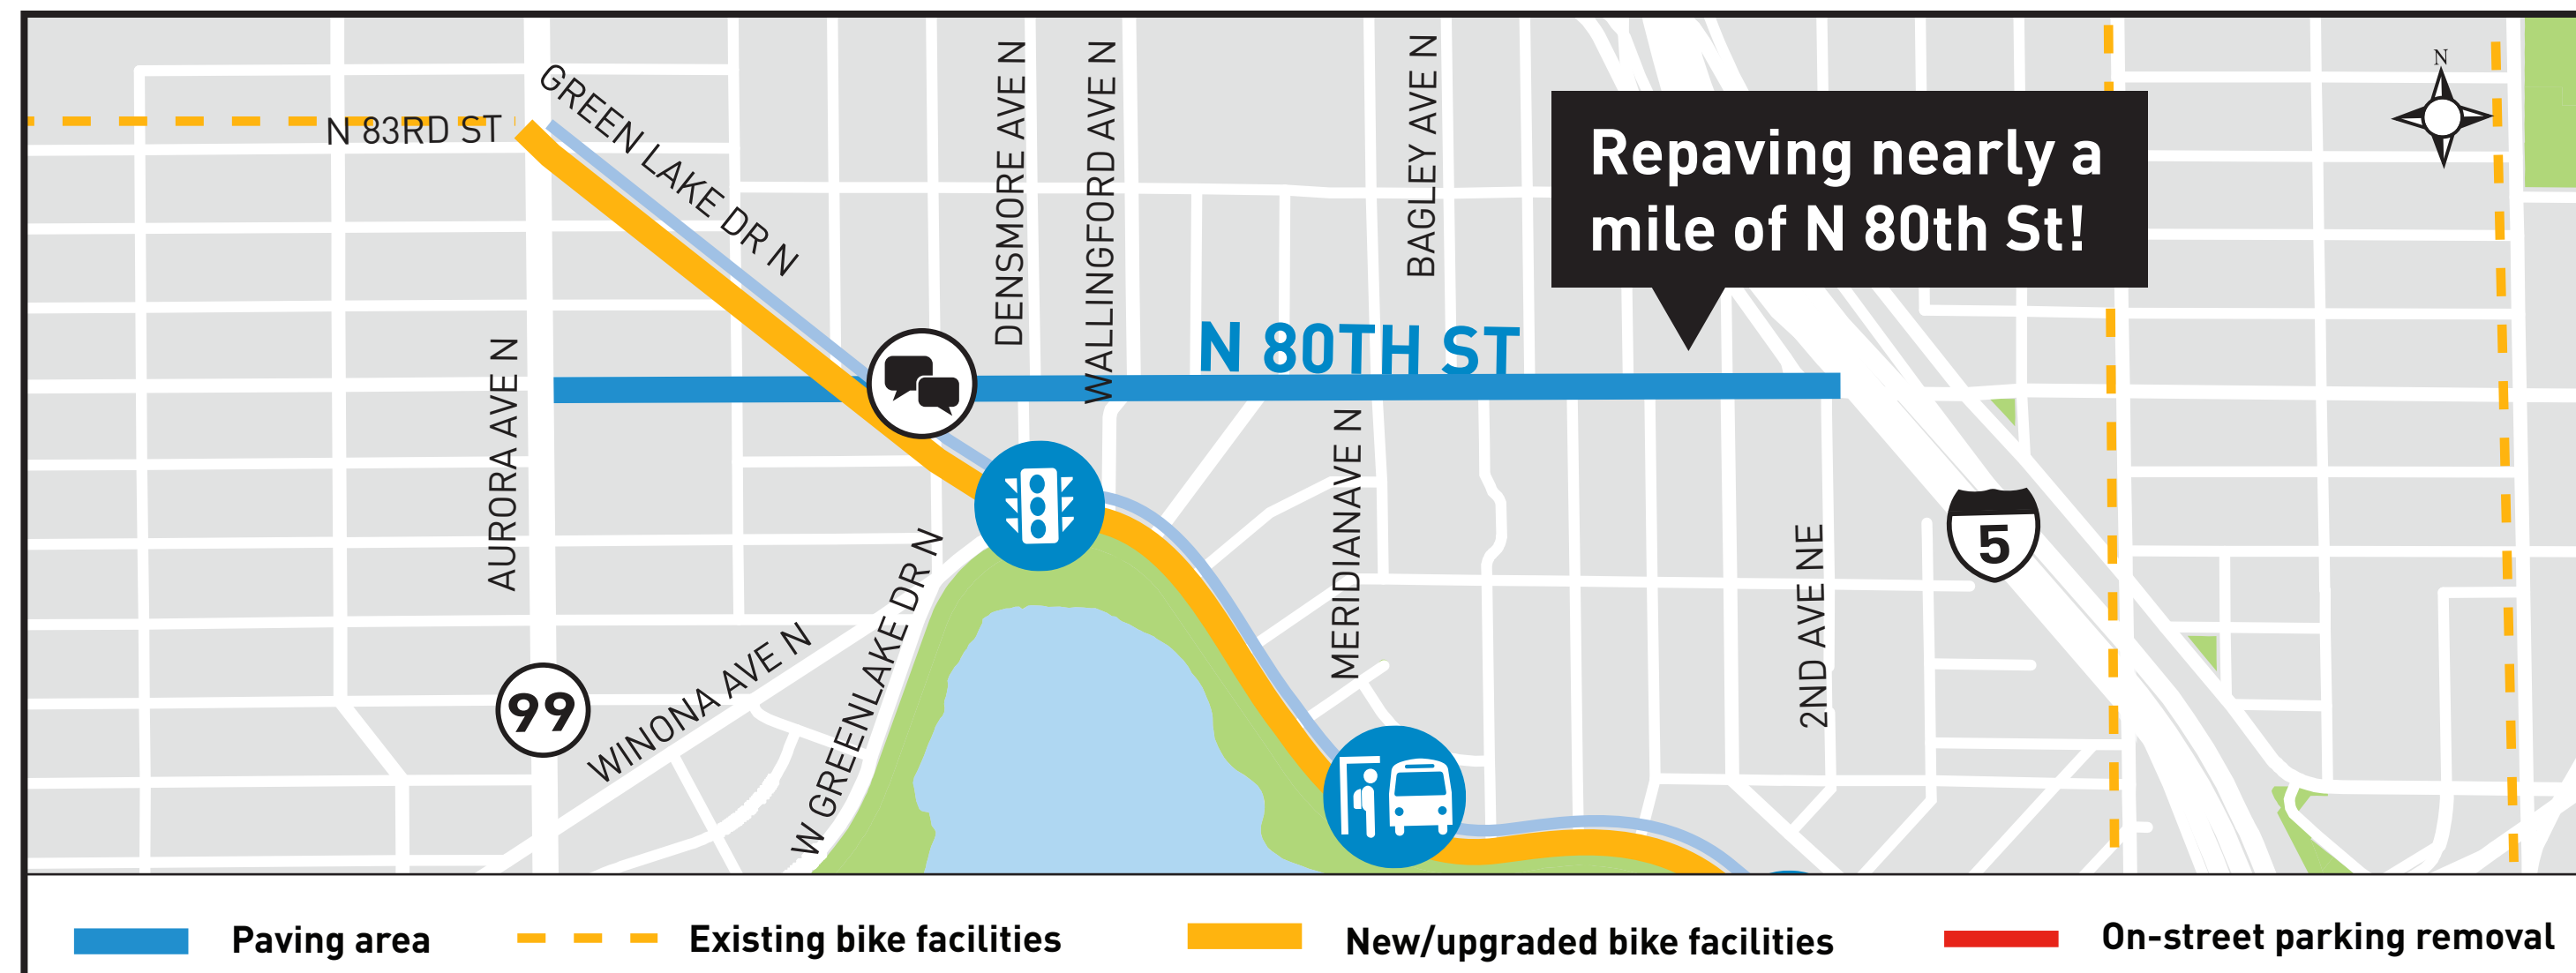 N
GREEN LAKE DR N
DENSMORE AVE N
WALLINGFORD AVE N
BAGLEY AVE N
N 83RD ST
Repaving nearly a
mile of N 80th St!
N 80TH ST
AURORA AVE N
MERIDIANAVE N
2ND AVE NE
5
W GREENLAKE DR N
WINONA AVE N
99
Paving area
Existing bike facilities
New/upgraded bike facilities
On-street parking removal